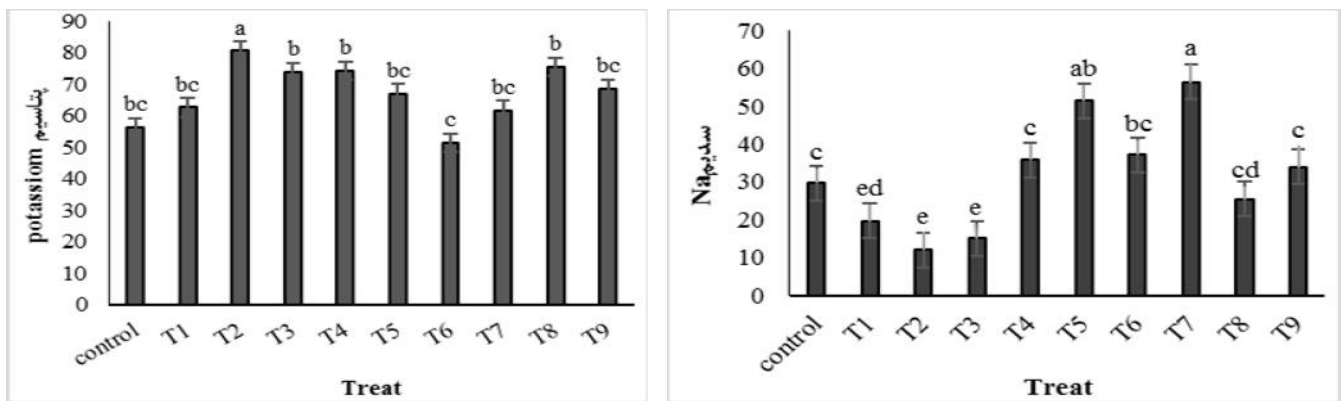 90
80
70
60
50
40
30
20
10
0
potassiom پتاسیم
bc
bc
a
b
b
bc
c
bc
b
bc
control
T1
T2
T3
T4
T5
T6
T7
T8
T9
Treat
70
60
50
40
30
20
10
0
Naسدیم
c
ed
e
e
c
ab
bc
a
cd
c
control
T1
T2
T3
T4
T5
T6
T7
T8
T9
Treat